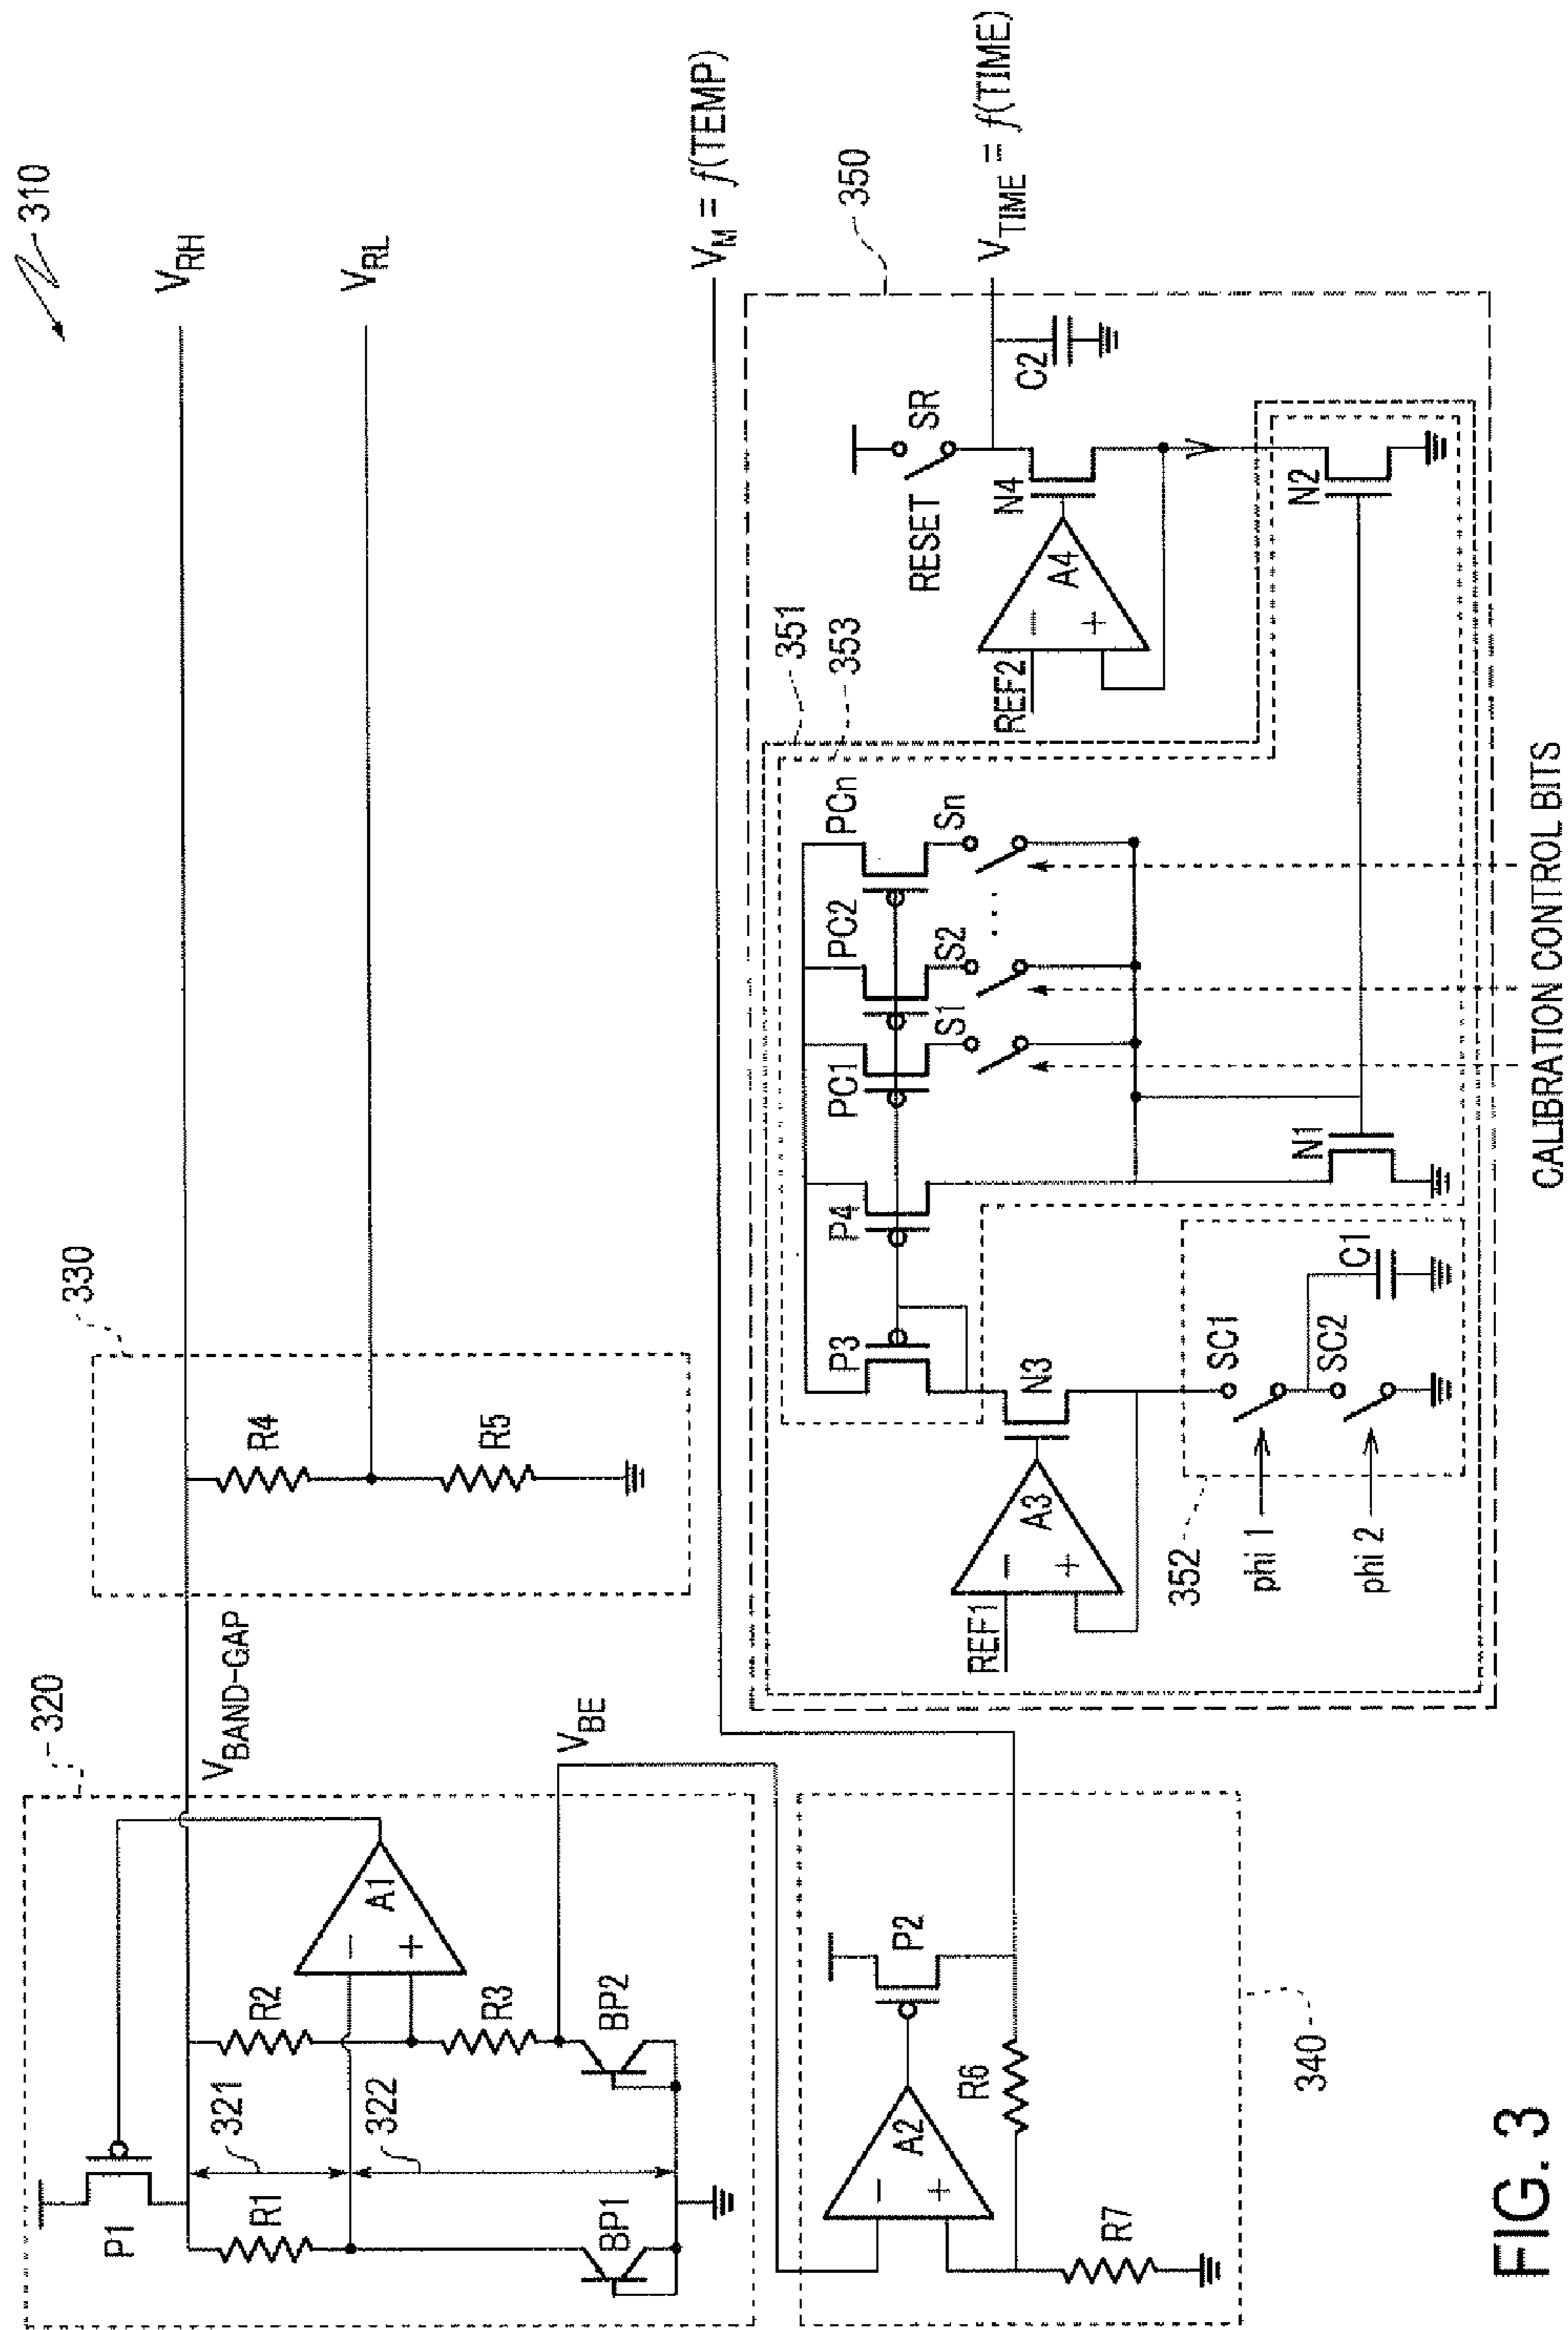 310
V_RH
V_RL
V_M = f(TEMP)
V_TIME = f(TIME)
320
V_BAND-GAP
P1
R1
321
322
R2
A1
−
+
R3
BP1
BP2
V_BE
330
R4
R5
340
A2
−
+
P2
R6
R7
350
351
353
P3
P4
PC1
PC2
PCn
S1
S2
Sn
. . .
REF1
A3
−
+
N3
352
phi 1
phi 2
SC1
SC2
C1
N1
N2
REF2
A4
−
+
N4
RESET
SR
C2
CALIBRATION CONTROL BITS
FIG. 3